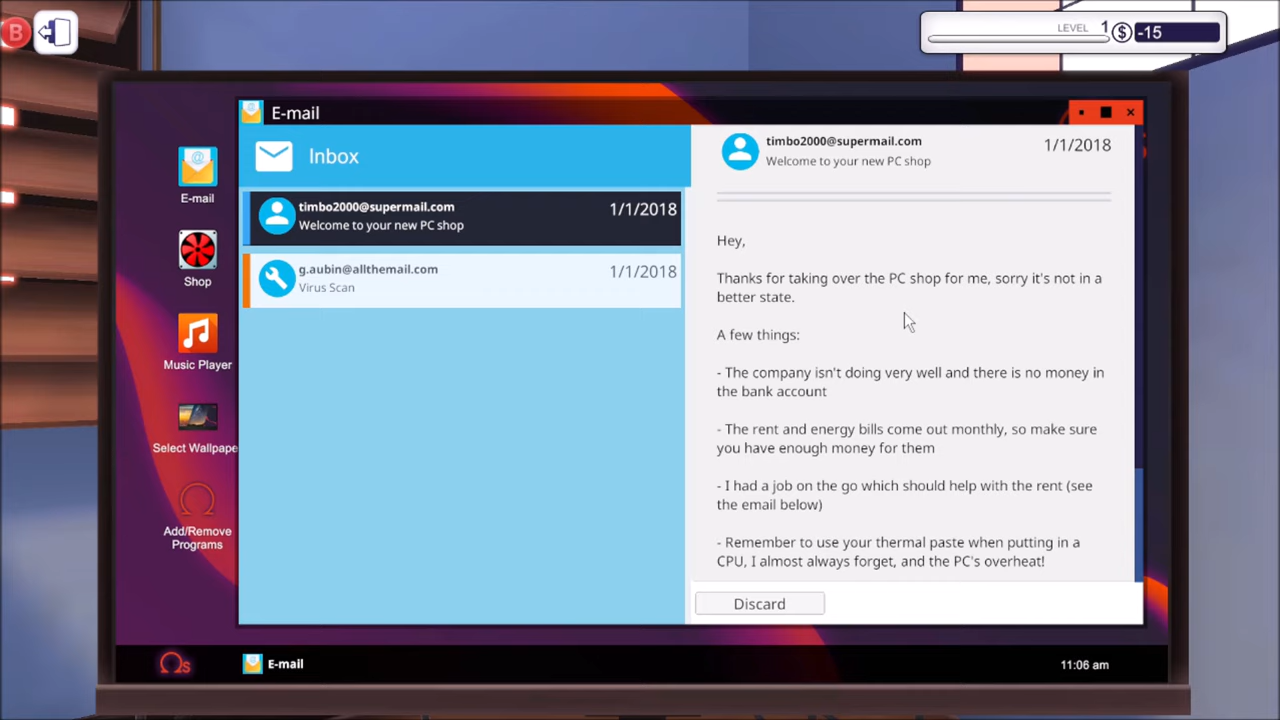 B
LEVEL 1 $ -15
E-mail
Inbox
timbo2000@supermail.com 1/1/2018
Welcome to your new PC shop
g.aubin@allthemail.com 1/1/2018
Virus Scan
timbo2000@supermail.com 1/1/2018
Welcome to your new PC shop
Hey,
Thanks for taking over the PC shop for me, sorry it's not in a
better state.
A few things:
- The company isn't doing very well and there is no money in
the bank account
- The rent and energy bills come out monthly, so make sure
you have enough money for them
- I had a job on the go which should help with the rent (see
the email below)
- Remember to use your thermal paste when putting in a
CPU, I almost always forget, and the PC's overheat!
Discard
E-mail
Shop
Music Player
Select Wallpape
Add/Remove
Programs
Ωs
E-mail
11:06 am